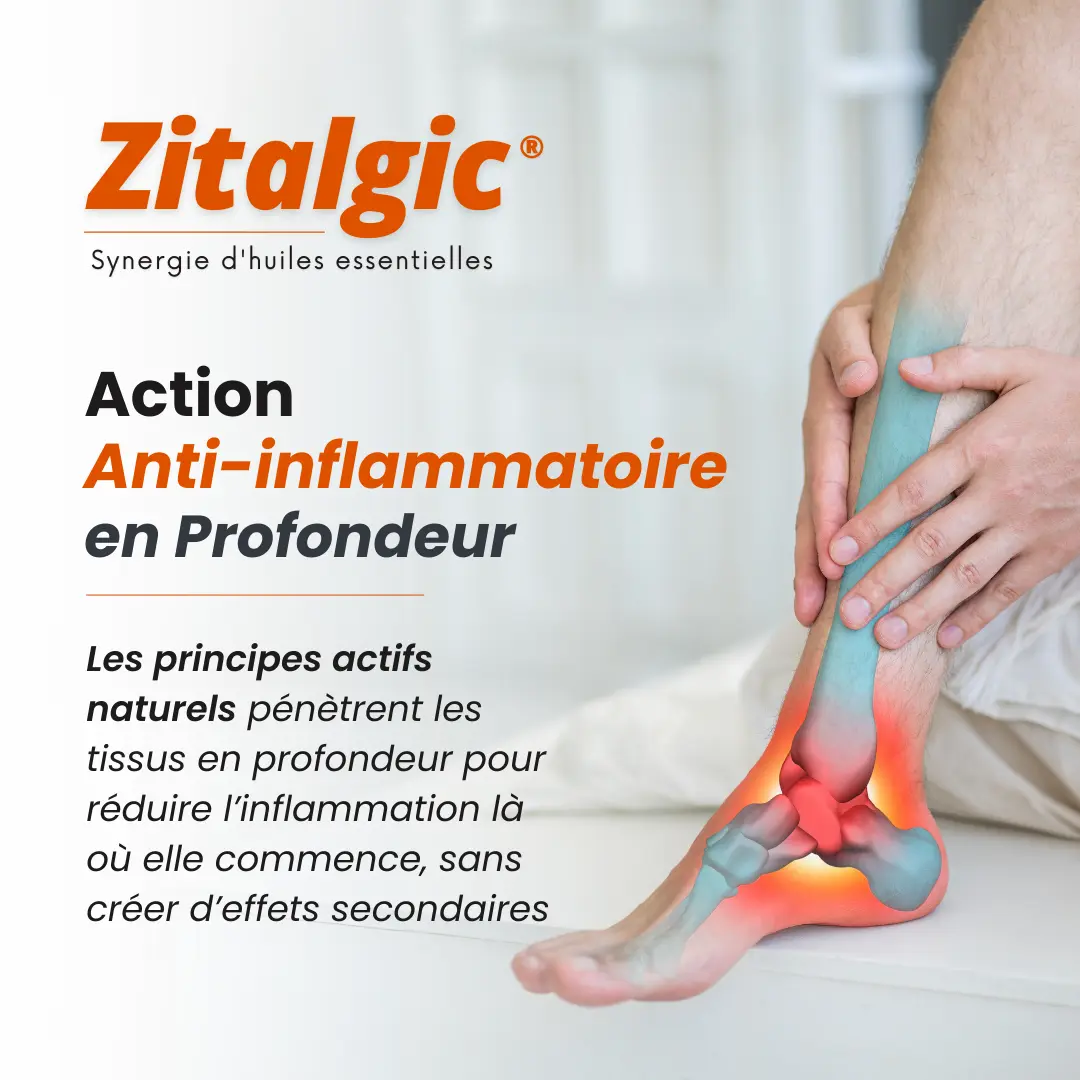 Zitalgic®
Synergie d'huiles essentielles
Action
Anti-inflammatoire
en Profondeur
Les principes actifs
naturels pénètrent les
tissus en profondeur pour
réduire l’inflammation là
où elle commence, sans
créer d’effets secondaires